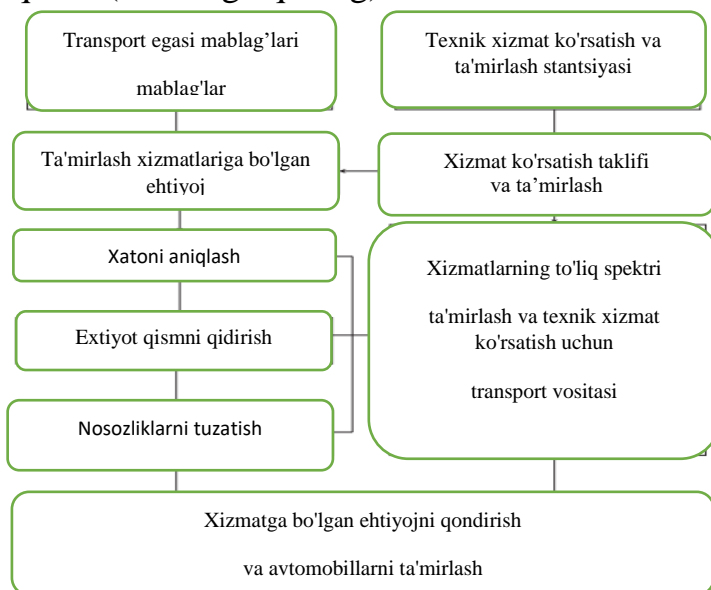 Transport egasi mablag’lari
mablag'lar
Texnik xizmat ko'rsatish va
ta'mirlash stantsiyasi
Ta'mirlash xizmatlariga bo'lgan
ehtiyoj
Xizmat ko'rsatish taklifi
va ta’mirlash
Xatoni aniqlash
Extiyot qismni qidirish
Nosozliklarni tuzatish
Xizmatlarning to'liq spektri
ta'mirlash va texnik xizmat
ko'rsatish uchun
transport vositasi
Xizmatga bo'lgan ehtiyojni qondirish
va avtomobillarni ta'mirlash